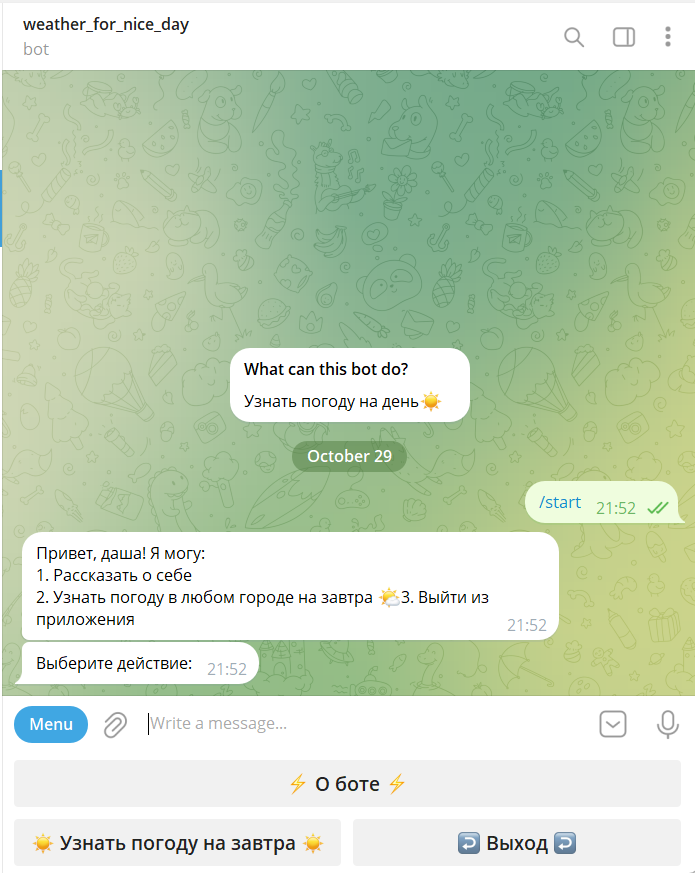 weather_for_nice_day
bot
What can this bot do?
Узнать погоду на день☀️
October 29
/start 21:52
Привет, даша! Я могу:
1. Рассказать о себе
2. Узнать погоду в любом городе на завтра 🌤️3. Выйти из
приложения 21:52
Выберите действие: 21:52
Menu Write a message...
⚡ О боте ⚡
☀️ Узнать погоду на завтра ☀️
↩️ Выход ↩️